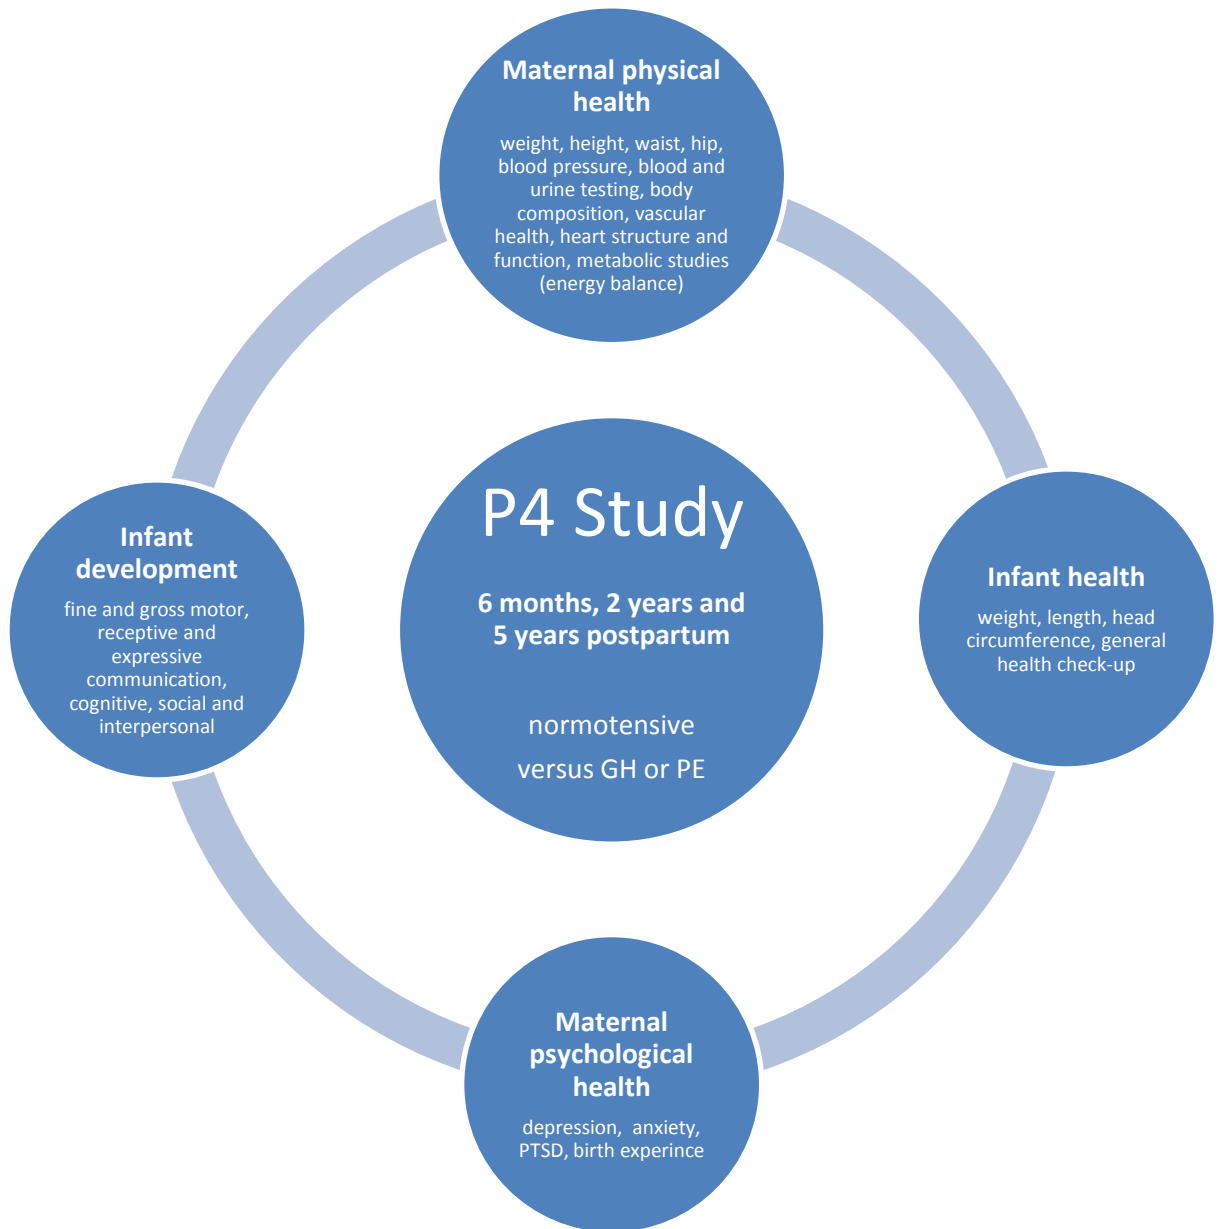 Maternal physical
health
weight, height, waist, hip,
blood pressure, blood and
urine testing, body
composition, vascular
health, heart structure and
function, metabolic studies
(energy balance)
P4 Study
6 months, 2 years and
5 years postpartum
normotensive
versus GH or PE
Infant
development
fine and gross motor,
receptive and
expressive
communication,
cognitive, social and
interpersonal
Infant health
weight, length, head
circumference, general
health check-up
Maternal
psychological
health
depression,  anxiety,
PTSD, birth experince